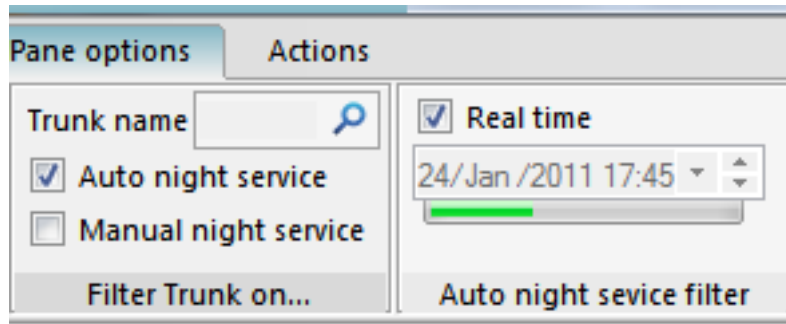 Pane options
Actions
Trunk name
Auto night service
Manual night service
Filter Trunk on...
Real time
24/Jan /2011 17:45
Auto night sevice filter